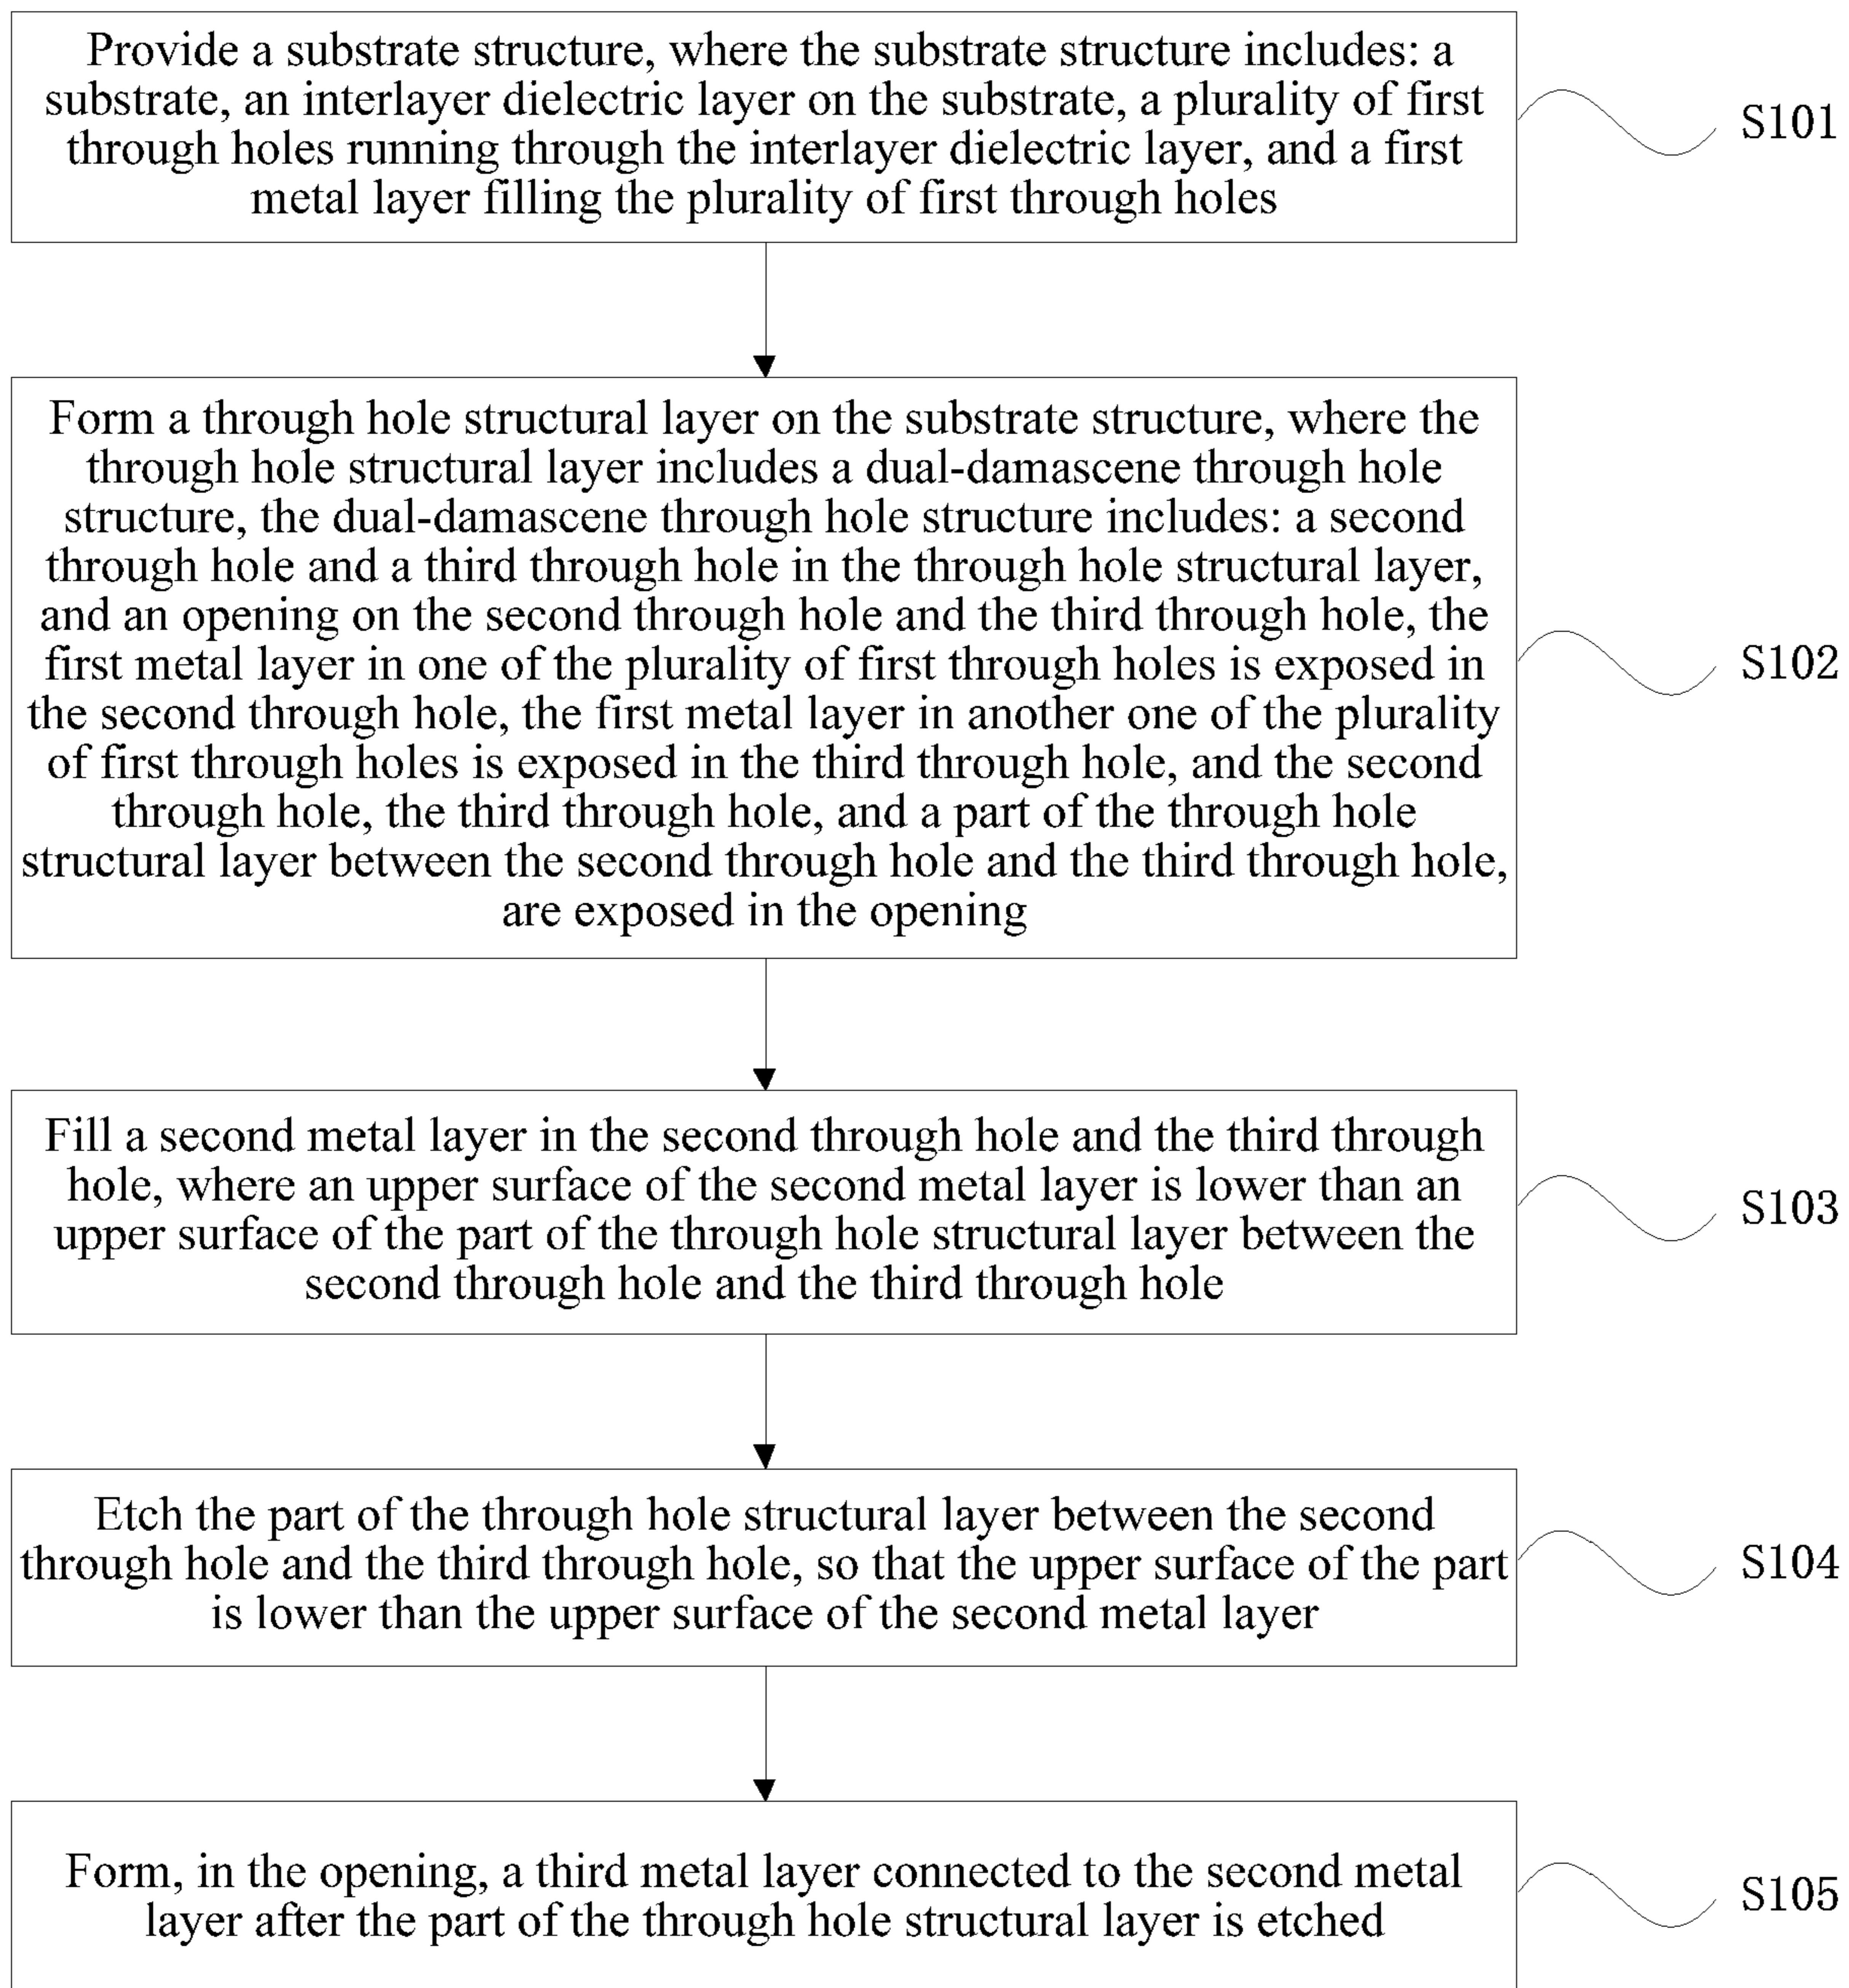 Provide a substrate structure, where the substrate structure includes: a
substrate, an interlayer dielectric layer on the substrate, a plurality of first
through holes running through the interlayer dielectric layer, and a first
metal layer filling the plurality of first through holes
S101
Form a through hole structural layer on the substrate structure, where the
through hole structural layer includes a dual-damascene through hole
structure, the dual-damascene through hole structure includes: a second
through hole and a third through hole in the through hole structural layer,
and an opening on the second through hole and the third through hole, the
first metal layer in one of the plurality of first through holes is exposed in
the second through hole, the first metal layer in another one of the plurality
of first through holes is exposed in the third through hole, and the second
through hole, the third through hole, and a part of the through hole
structural layer between the second through hole and the third through hole,
are exposed in the opening
S102
Fill a second metal layer in the second through hole and the third through
hole, where an upper surface of the second metal layer is lower than an
upper surface of the part of the through hole structural layer between the
second through hole and the third through hole
S103
Etch the part of the through hole structural layer between the second
through hole and the third through hole, so that the upper surface of the part
is lower than the upper surface of the second metal layer
S104
Form, in the opening, a third metal layer connected to the second metal
layer after the part of the through hole structural layer is etched
S105